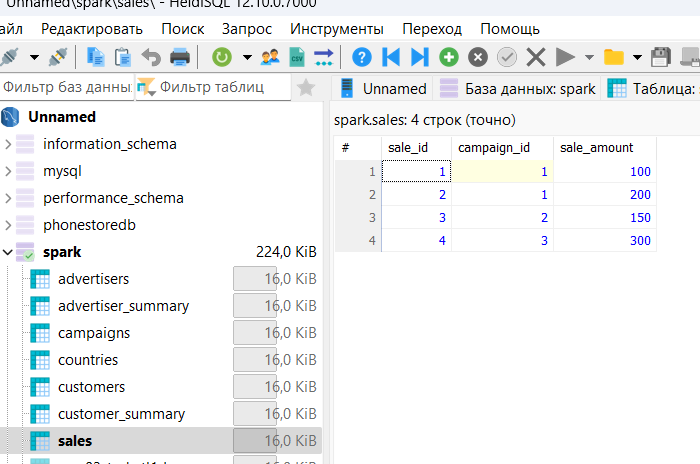 Unnamed\spark\sales\ - HeidiSQL 12.10.0.7000
айл Редактировать Поиск Запрос Инструменты Переход Помощь
Фильтр баз данны Фильтр таблиц
Unnamed База данных: spark Таблица:
Unnamed
information_schema
mysql
performance_schema
phonestoredb
spark 224,0 KiB
advertisers 16,0 KiB
advertiser_summary 16,0 KiB
campaigns 16,0 KiB
countries 16,0 KiB
customers 16,0 KiB
customer_summary 16,0 KiB
sales 16,0 KiB
spark.sales: 4 строк (точно)
# sale_id campaign_id sale_amount
1 1 1 100
2 2 1 200
3 3 2 150
4 4 3 300